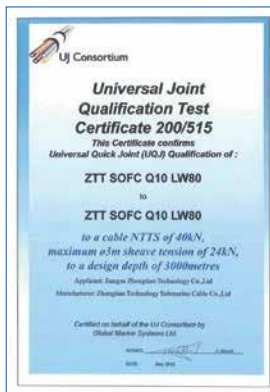 UJ Consortium
Universal Joint
Qualification Test
Certificate 200/515
This Certificate confirms
Universal Quick Joint (UQJ) Qualification of :
ZTT SOFC Q10 LW80
to
ZTT SOFC Q10 LW80
to a cable NTTS of 40kN,
maximum ø3m sheave tension of 24kN,
to a design depth of 3000metres
Applicant: Jiangsu Zhongtian Technology Co.,Ltd
Manufacturer: Zhongtian Technology Submarine Cable Co.,Ltd
Certified on behalf of the UJ Consortium by
Global Marine Systems Ltd
SIGNED
DATE